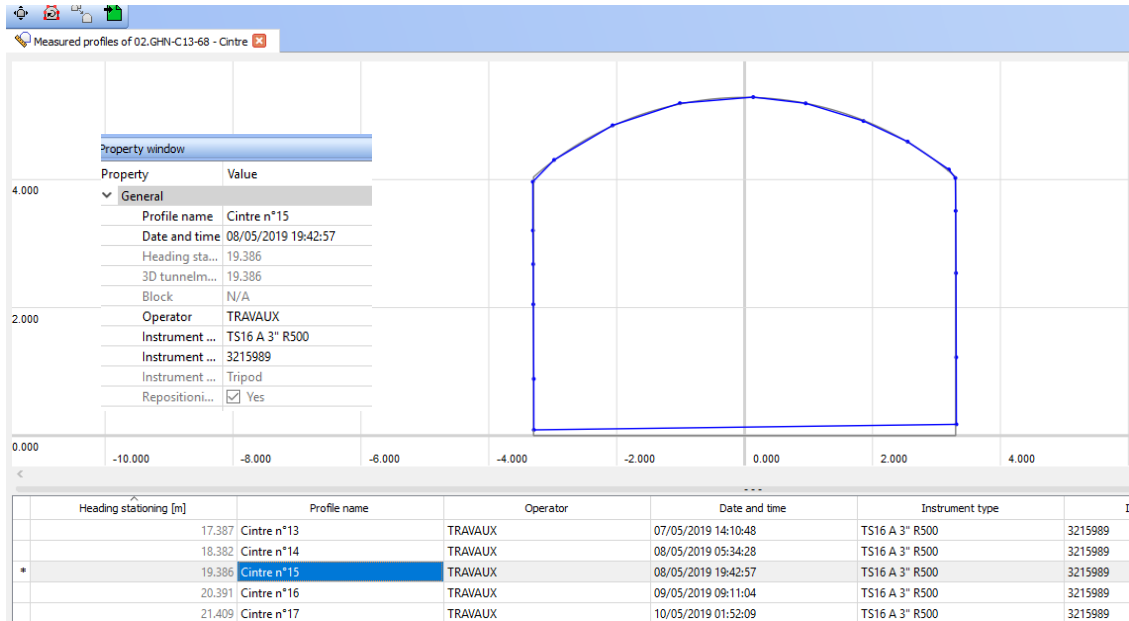 Measured profiles of 02.GHN-C13-68 - Cintre
Property window
Property Value
General
Profile name Cintre n°15
Date and time 08/05/2019 19:42:57
Heading sta... 19.386
3D tunnelm... 19.386
Block N/A
Operator TRAVAUX
Instrument ... TS16 A 3" R500
Instrument ... 3215989
Instrument ... Tripod
Repositioni... Yes
4.000
2.000
0.000
-10.000 -8.000 -6.000 -4.000 -2.000 0.000 2.000 4.000
Heading stationing [m] Profile name Operator Date and time Instrument type I
17.387 Cintre n°13 TRAVAUX 07/05/2019 14:10:48 TS16 A 3" R500 3215989
18.382 Cintre n°14 TRAVAUX 08/05/2019 05:34:28 TS16 A 3" R500 3215989
* 19.386 Cintre n°15 TRAVAUX 08/05/2019 19:42:57 TS16 A 3" R500 3215989
20.391 Cintre n°16 TRAVAUX 09/05/2019 09:11:04 TS16 A 3" R500 3215989
21.409 Cintre n°17 TRAVAUX 10/05/2019 01:52:09 TS16 A 3" R500 3215989